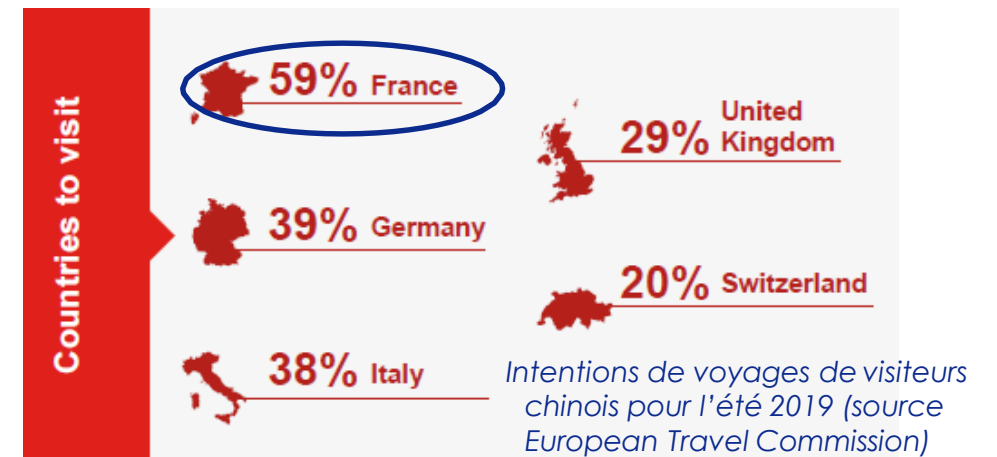 Countries to visit
59% France
39% Germany
38% Italy
29% United
Kingdom
20% Switzerland
Intentions de voyages de visiteurs
chinois pour l’été 2019 (source
European Travel Commission)